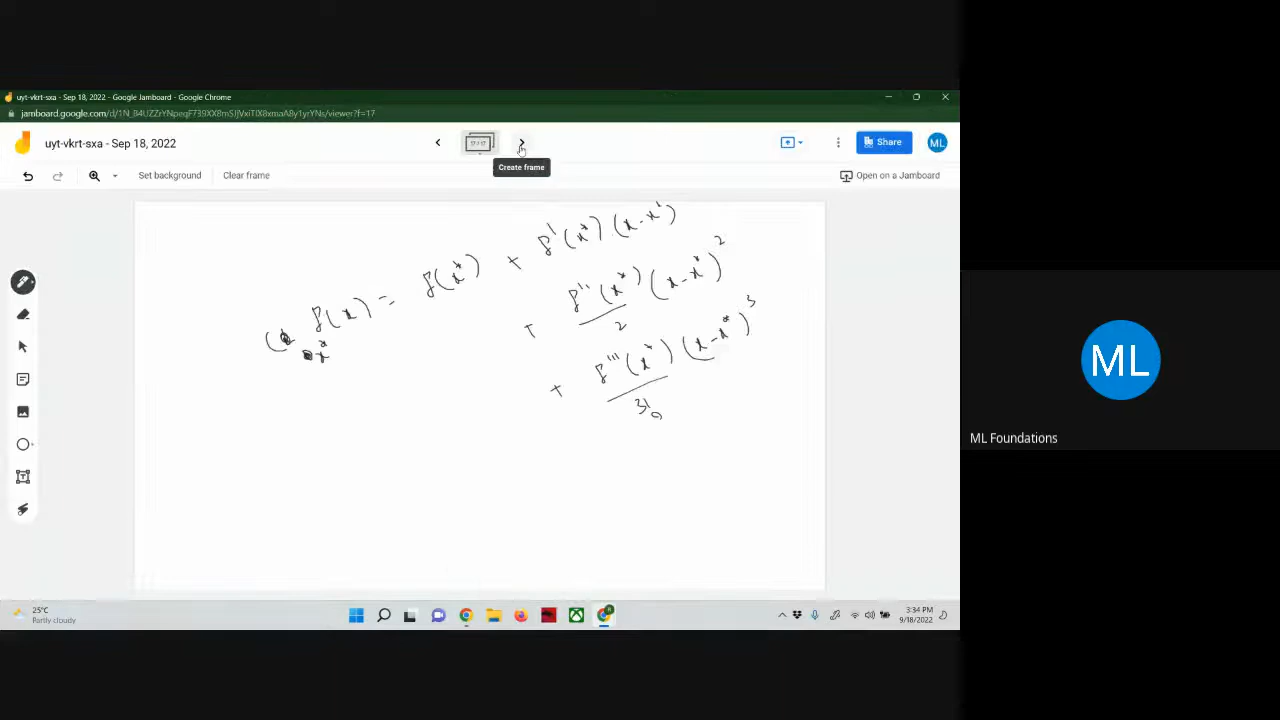 uyt-vkrt-sxa - Sep 18, 2022 - Google Jamboard - Google Chrome
uyt-vkrt-sxa - Sep 18, 2022
17 / 17
Share
ML
Create frame
Set background
Clear frame
Open on a Jamboard
f(x) = f(x*) + f'(x*) (x-x*)
+ f''(x*)/2 (x-x*)^2
+ f'''(x*)/3! (x-x*)^3
x*
ML
ML Foundations
25°C
Partly cloudy
3:34 PM
9/18/2022